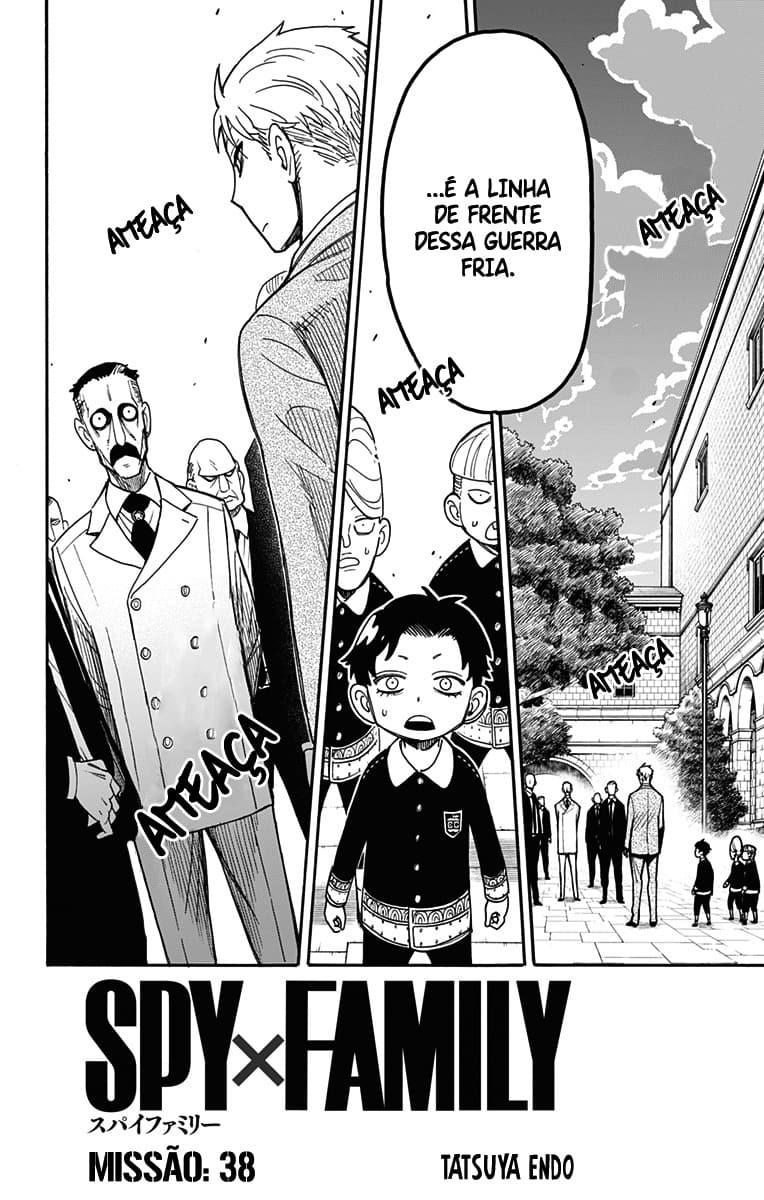 ...É A LINHA
DE FRENTE
DESSA GUERRA
FRIA.
AMEAÇA
AMEAÇA
AMEAÇA
AMEAÇA
AMEAÇA
EC
SPY×FAMILY
スパイファミリー
MISSÃO: 38
TATSUYA ENDO